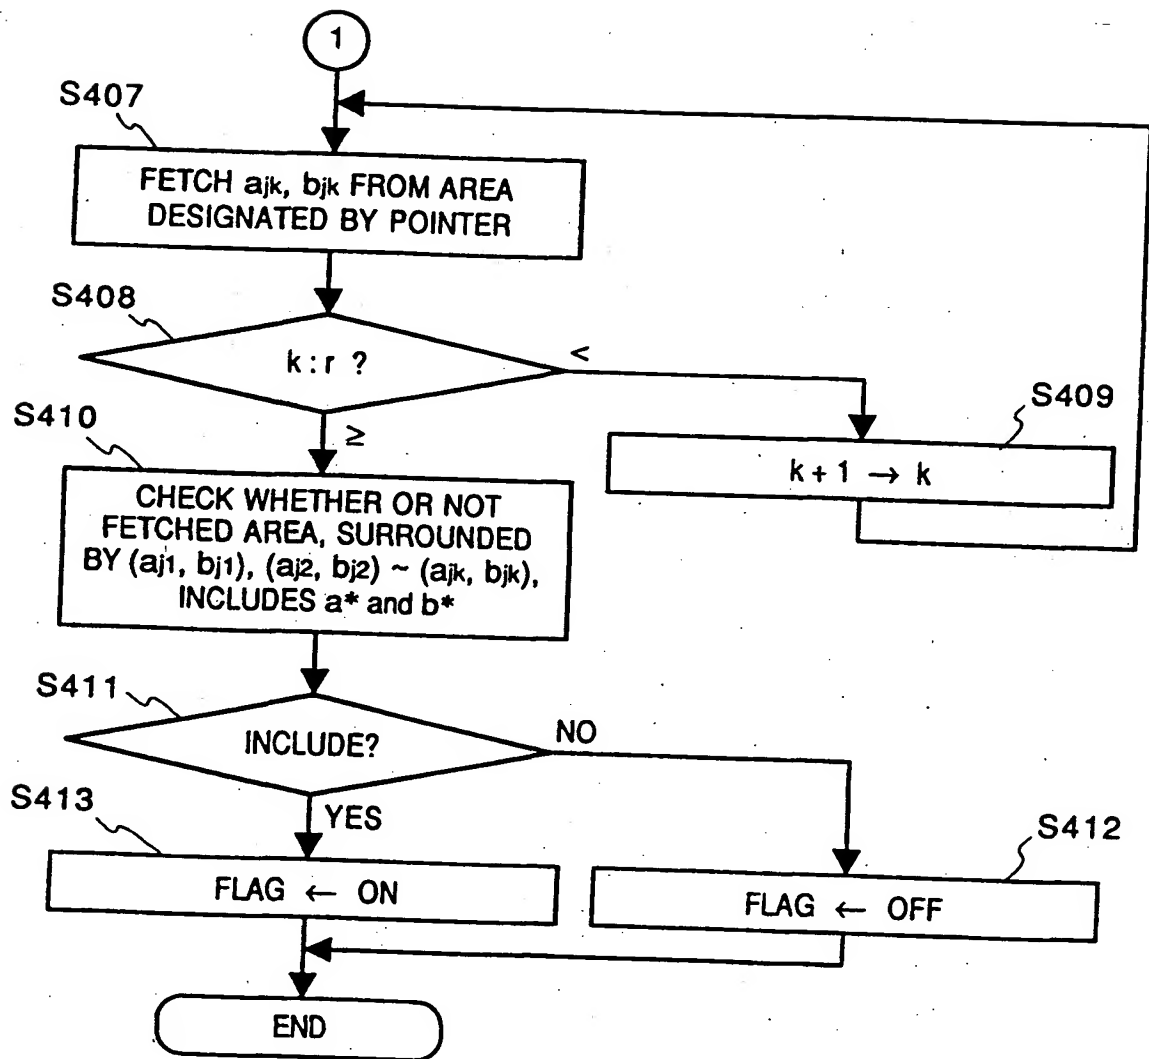 1
S407
FETCH ajk, bjk FROM AREA
DESIGNATED BY POINTER
S408
k : r ?
<
≥
S409
k + 1 → k
S410
CHECK WHETHER OR NOT
FETCHED AREA, SURROUNDED
BY (aj1, bj1), (aj2, bj2) ~ (ajk, bjk),
INCLUDES a* and b*
S411
INCLUDE?
NO
YES
S413
FLAG ← ON
S412
FLAG ← OFF
END